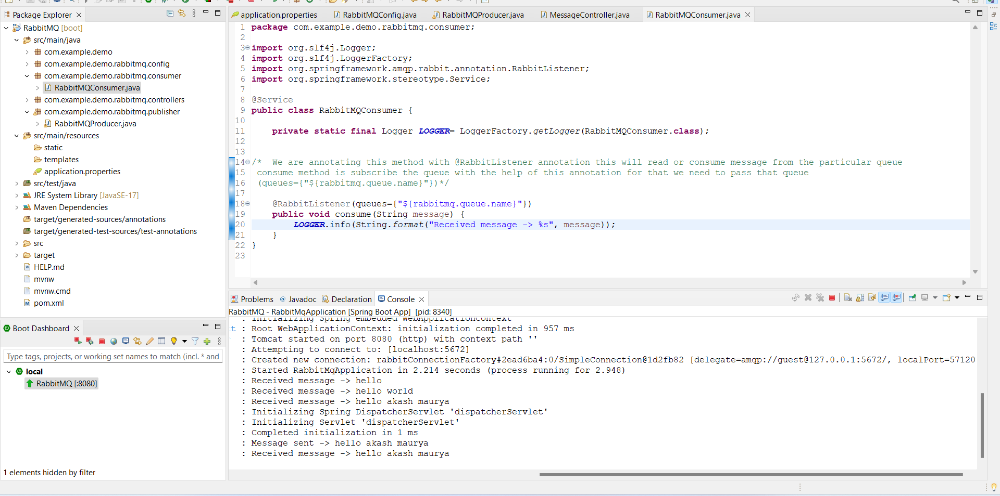 Package Explorer
RabbitMQ [boot]
src/main/java
com.example.demo
com.example.demo.rabbitmq.config
com.example.demo.rabbitmq.consumer
RabbitMQConsumer.java
com.example.demo.rabbitmq.controllers
com.example.demo.rabbitmq.publisher
RabbitMQProducer.java
src/main/resources
static
templates
application.properties
src/test/java
JRE System Library [JavaSE-17]
Maven Dependencies
target/generated-sources/annotations
target/generated-test-sources/test-annotations
src
target
HELP.md
mvnw
mvnw.cmd
pom.xml
Boot Dashboard
Type tags, projects, or working set names to match (incl. * and
local
RabbitMQ [:8080]
1 elements hidden by filter
application.properties RabbitMQConfig.java RabbitMQProducer.java MessageController.java RabbitMQConsumer.java
1 package com.example.demo.rabbitmq.consumer;
2
3 import org.slf4j.Logger;
4 import org.slf4j.LoggerFactory;
5 import org.springframework.amqp.rabbit.annotation.RabbitListener;
6 import org.springframework.stereotype.Service;
7
8 @Service
9 public class RabbitMQConsumer {
10
11 private static final Logger LOGGER= LoggerFactory.getLogger(RabbitMQConsumer.class);
12
13
14 /* We are annotating this method with @RabbitListener annotation this will read or consume message from the particular queue
15 consume method is subscribe the queue with the help of this annotation for that we need to pass that queue
16 (queues={"${rabbitmq.queue.name}"})*/
17
18 @RabbitListener(queues={"${rabbitmq.queue.name}"})
19 public void consume(String message) {
20 LOGGER.info(String.format("Received message -> %s", message));
21 }
22 }
23
Problems Javadoc Declaration Console
RabbitMQ - RabbitMqApplication [Spring Boot App] [pid: 8340]
: Initializing Spring embedded WebApplicationContext
: Root WebApplicationContext: initialization completed in 957 ms
: Tomcat started on port 8080 (http) with context path ''
: Attempting to connect to: [localhost:5672]
: Created new connection: rabbitConnectionFactory#2ead6ba4:0/SimpleConnection@1d2fb82 [delegate=amqp://guest@127.0.0.1:5672/, localPort=57120
: Started RabbitMqApplication in 2.214 seconds (process running for 2.948)
: Received message -> hello
: Received message -> hello world
: Received message -> hello akash maurya
: Initializing Spring DispatcherServlet 'dispatcherServlet'
: Initializing Servlet 'dispatcherServlet'
: Completed initialization in 1 ms
: Message sent -> hello akash maurya
: Received message -> hello akash maurya